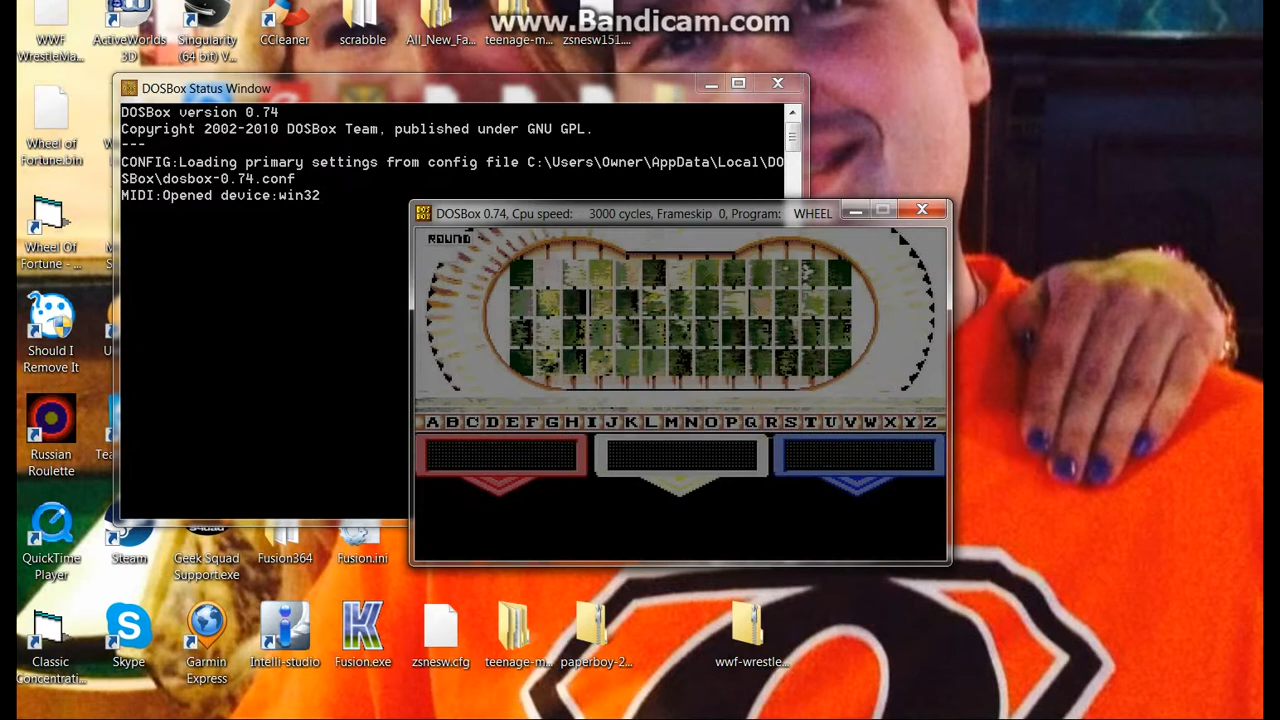 www.Bandicam.com
WWF
WrestleMa...
ActiveWorlds
3D
Singularity
(64 bit) V...
CCleaner
scrabble
All_New_Fa...
teenage-m...
zsnesw151....
DOSBox Status Window
DOSBox version 0.74
Copyright 2002-2010 DOSBox Team, published under GNU GPL.
---
CONFIG:Loading primary settings from config file C:\Users\Owner\AppData\Local\DO
SBox\dosbox-0.74.conf
MIDI:Opened device:win32
Wheel of
Fortune.bin
Wheel Of
Fortune - ...
Should I
Remove It
Russian
Roulette
DOSBox 0.74, Cpu speed: 3000 cycles, Frameskip 0, Program: WHEEL
ROUND
A B C D E F G H I J K L M N O P Q R S T U V W X Y Z
QuickTime
Player
Steam
Geek Squad
Support.exe
Fusion364
Fusion.ini
Classic
Concentrati...
Skype
Garmin
Express
Intelli-studio
Fusion.exe
zsnesw.cfg
teenage-m...
paperboy-2...
wwf-wrestle...